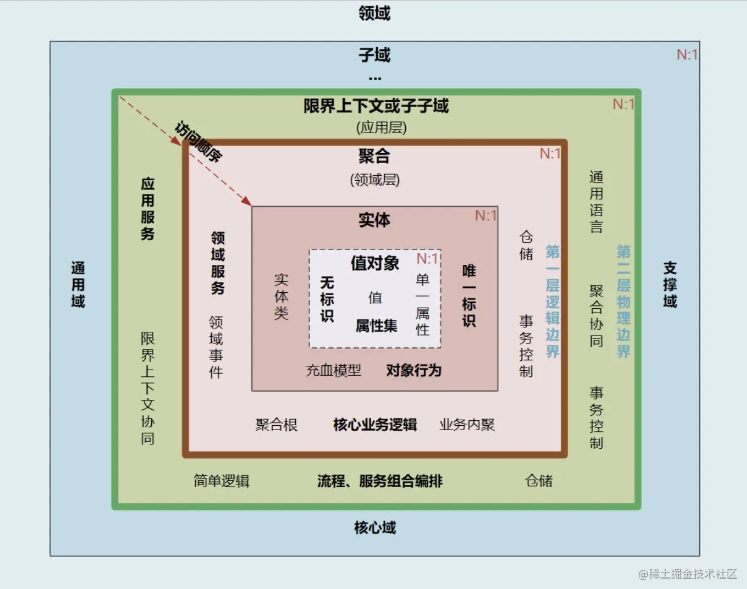 领域
子域
N:1
...
限界上下文或子子域
N:1
(应用层)
访问顺序
聚合
N:1
(领域层)
实体
N:1
值对象
N:1
无标识
值
单一属性
属性集
实体类
唯一标识
充血模型
对象行为
领域服务
领域事件
仓储
事务控制
第一层逻辑边界
聚合根
核心业务逻辑
业务内聚
应用服务
限界上下文协同
通用语言
聚合协同
事务控制
第二层物理边界
简单逻辑
流程、服务组合编排
仓储
通用域
支撑域
核心域
@稀土掘金技术社区